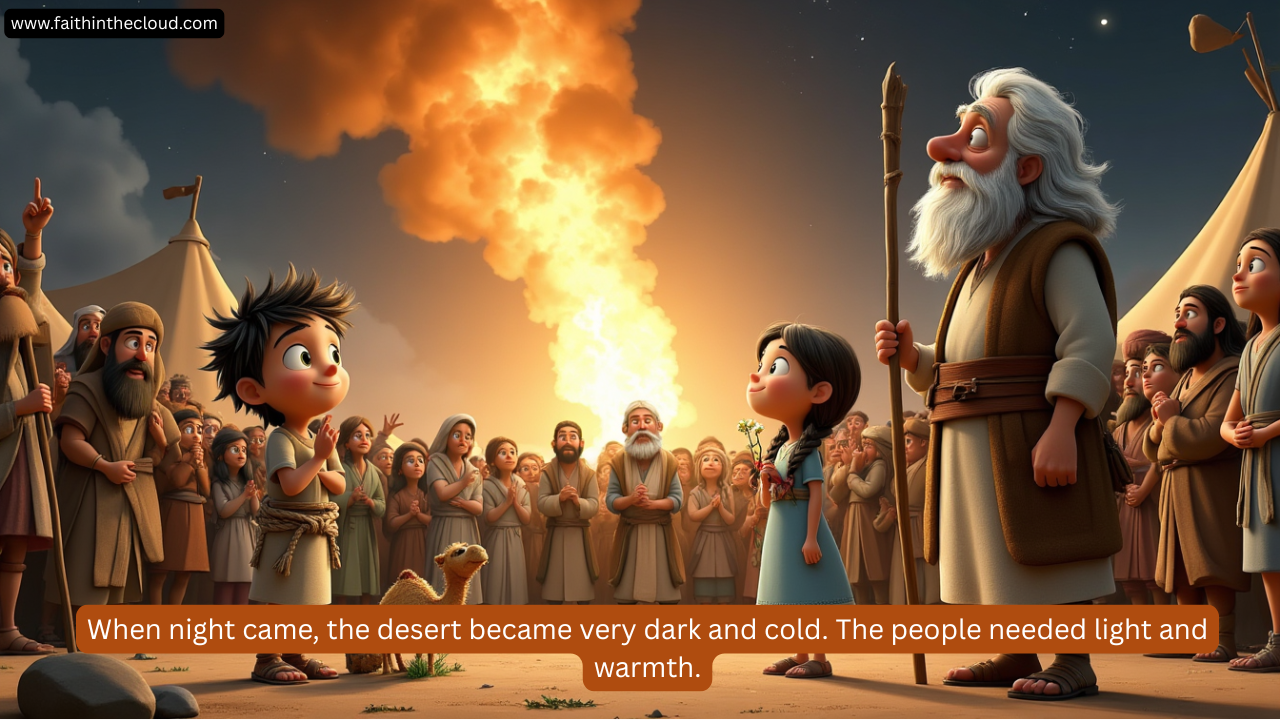 www.faithinthecloud.com
When night came, the desert became very dark and cold. The people needed light and
warmth.